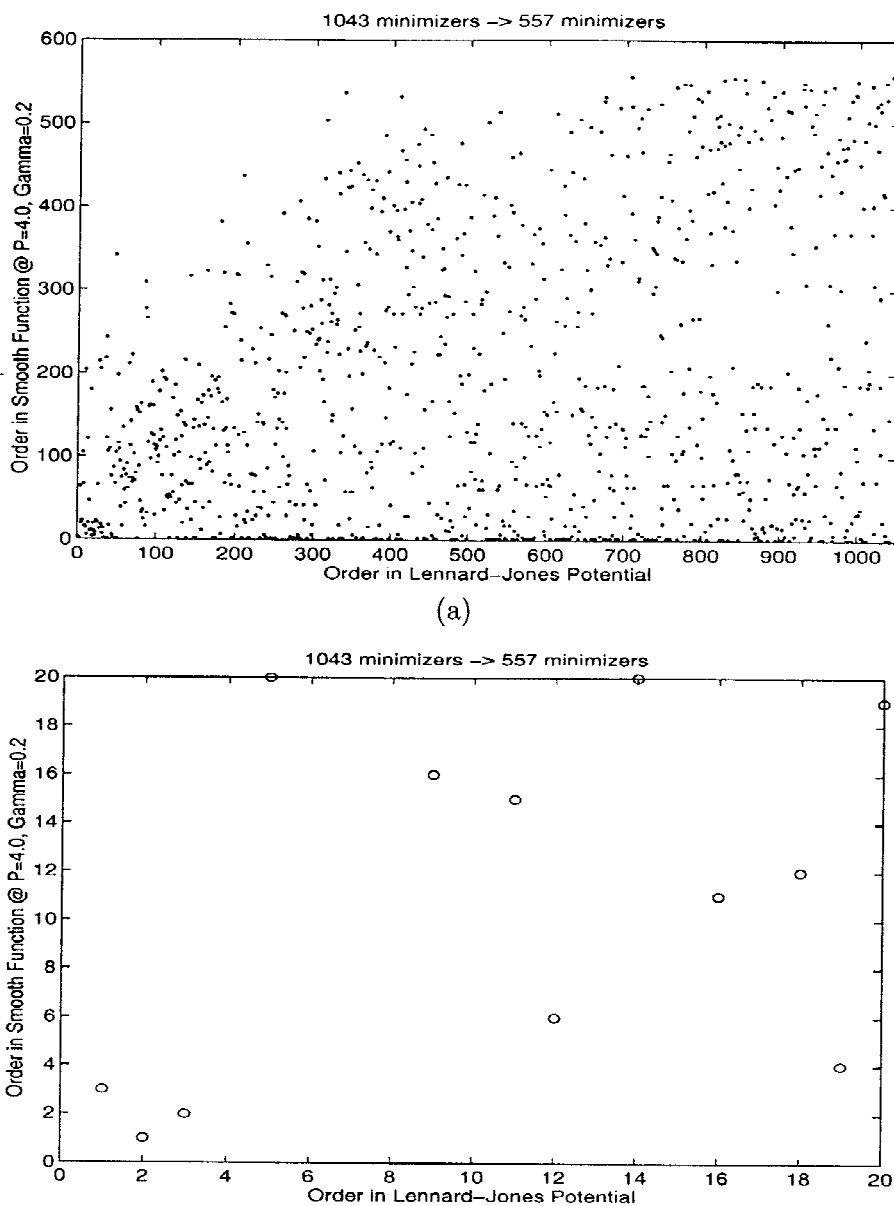 1043 minimizers -> 557 minimizers
600
500
400
300
200
100
0
Order in Smooth Function @ P=4.0, Gamma=0.2
0 100 200 300 400 500 600 700 800 900 1000
Order in Lennard-Jones Potential
(a)
1043 minimizers -> 557 minimizers
20
18
16
14
12
10
8
6
4
2
0
Order in Smooth Function @ P=4.0, Gamma=0.2
0 2 4 6 8 10 12 14 16 18 20
Order in Lennard-Jones Potential